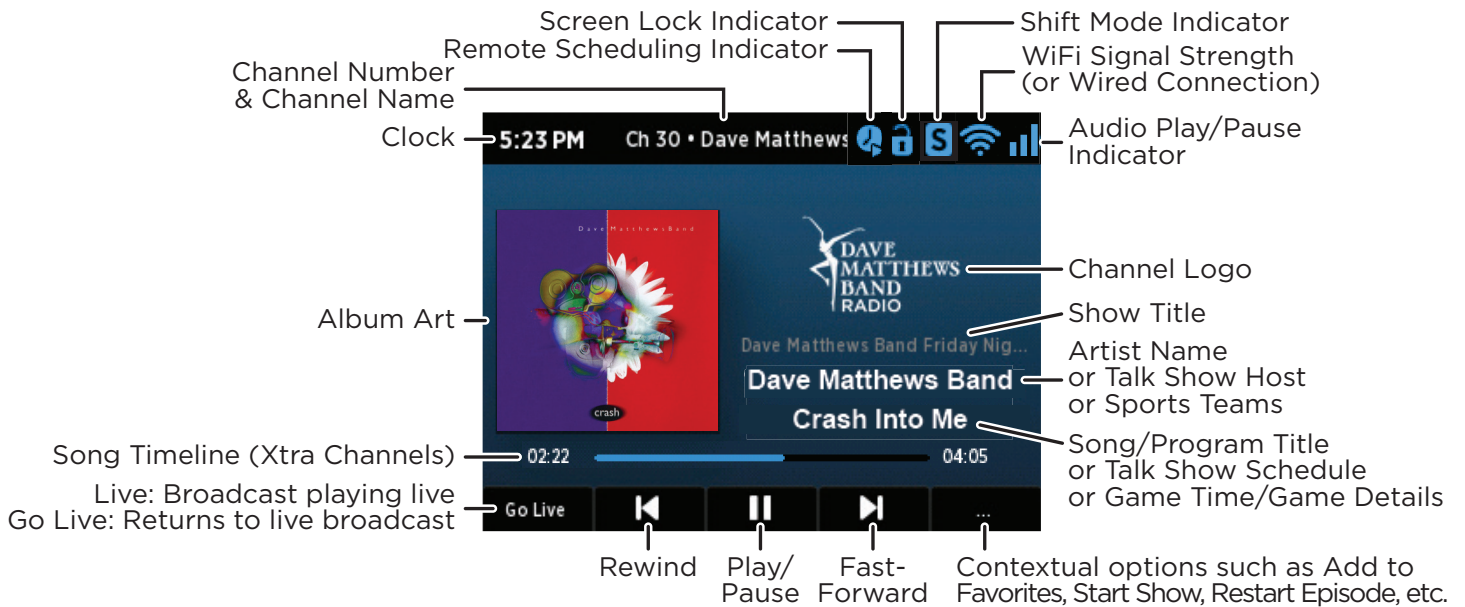 Screen Lock Indicator
Shift Mode Indicator
Remote Scheduling Indicator
WiFi Signal Strength
(or Wired Connection)
Channel Number
& Channel Name
Clock
5:23 PM
Ch 30 • Dave Matthews
S
Audio Play/Pause
Indicator
Dave Matthews Band
crash
Album Art
DAVE
MATTHEWS
BAND
RADIO
Channel Logo
Show Title
Dave Matthews Band Friday Nig...
Dave Matthews Band
Artist Name
or Talk Show Host
or Sports Teams
Crash Into Me
Song/Program Title
or Talk Show Schedule
or Game Time/Game Details
Song Timeline (Xtra Channels)
02:22
04:05
Live: Broadcast playing live
Go Live: Returns to live broadcast
Go Live
...
Rewind
Play/
Pause
Fast-
Forward
Contextual options such as Add to
Favorites, Start Show, Restart Episode, etc.